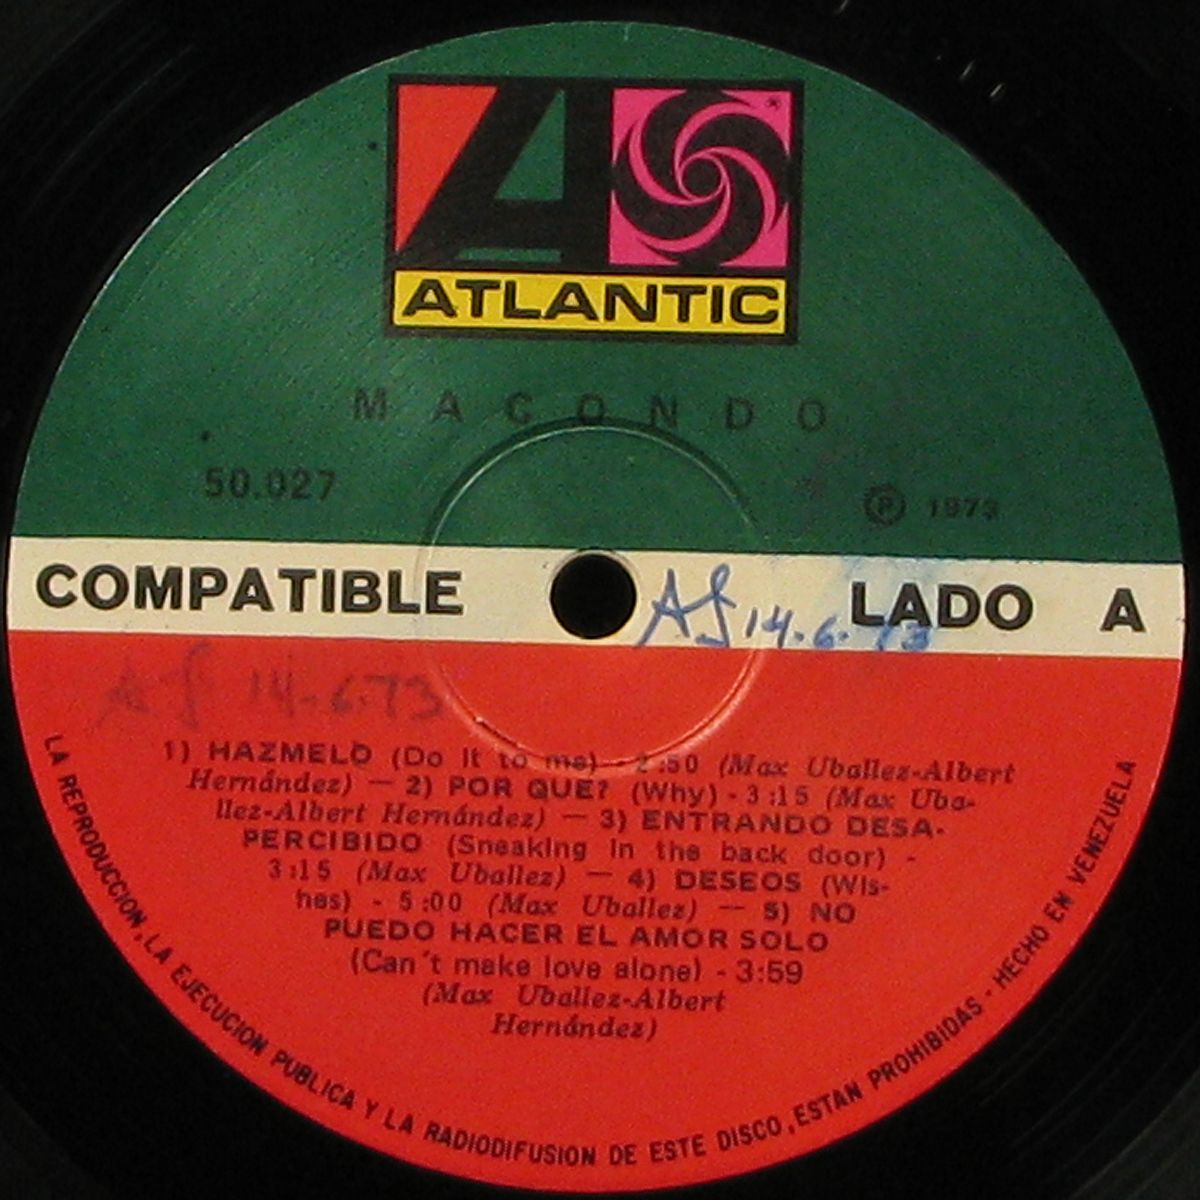 ATLANTIC
MACONDO
50.027
Ⓟ 1973
COMPATIBLE
LADO A
AS 14.6.73
AS 14-6-73
1) HAZMELO (Do it to me) - 2:50 (Max Uballez-Albert
Hernández) — 2) POR QUE? (Why) - 3:15 (Max Uba-
llez-Albert Hernández) — 3) ENTRANDO DESA-
PERCIBIDO (Sneaking in the back door) -
3:15 (Max Uballez) — 4) DESEOS (Wis-
hes) - 5:00 (Max Uballez) — 5) NO
PUEDO HACER EL AMOR SOLO
(Can't make love alone) - 3:59
(Max Uballez-Albert
Hernández)
LA REPRODUCCION, LA EJECUCION PUBLICA Y LA RADIODIFUSION DE ESTE DISCO, ESTAN PROHIBIDAS - HECHO EN VENEZUELA